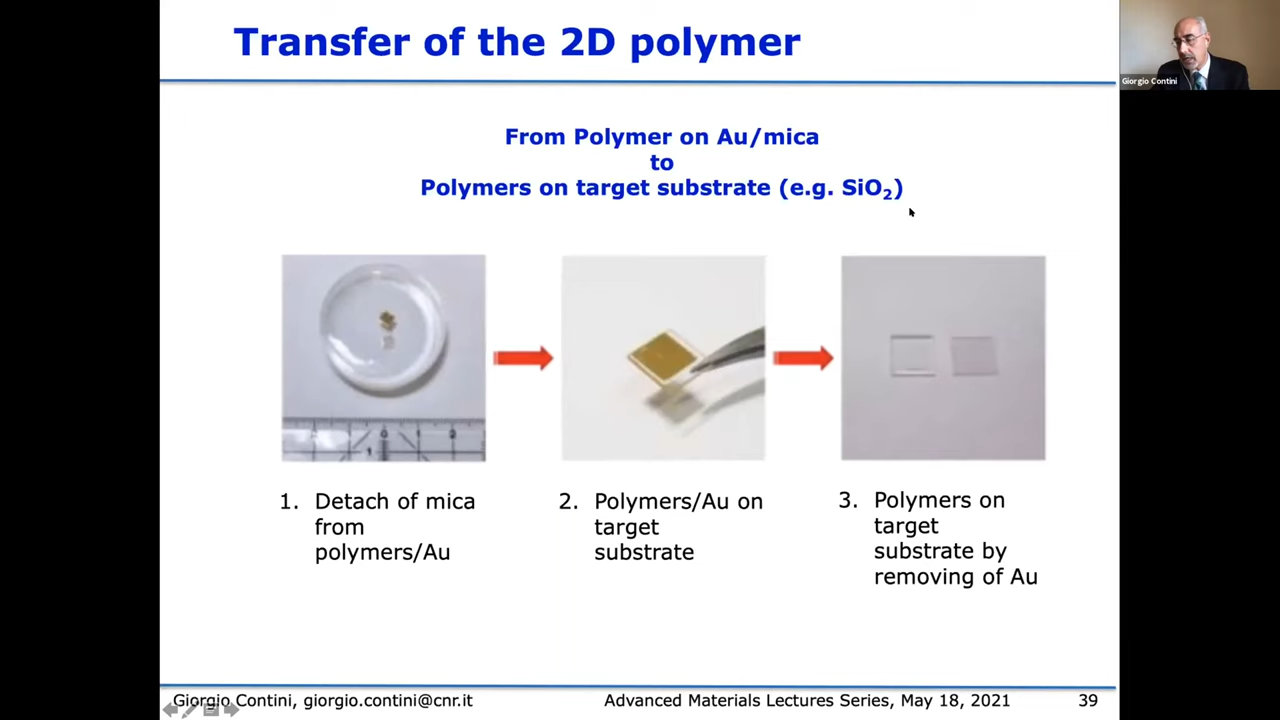 Transfer of the 2D polymer
Giorgio Contini
From Polymer on Au/mica
to
Polymers on target substrate (e.g. SiO₂)
1. Detach of mica
from
polymers/Au
2. Polymers/Au on
target
substrate
3. Polymers on
target
substrate by
removing of Au
Giorgio Contini, giorgio.contini@cnr.it
Advanced Materials Lectures Series, May 18, 2021
39